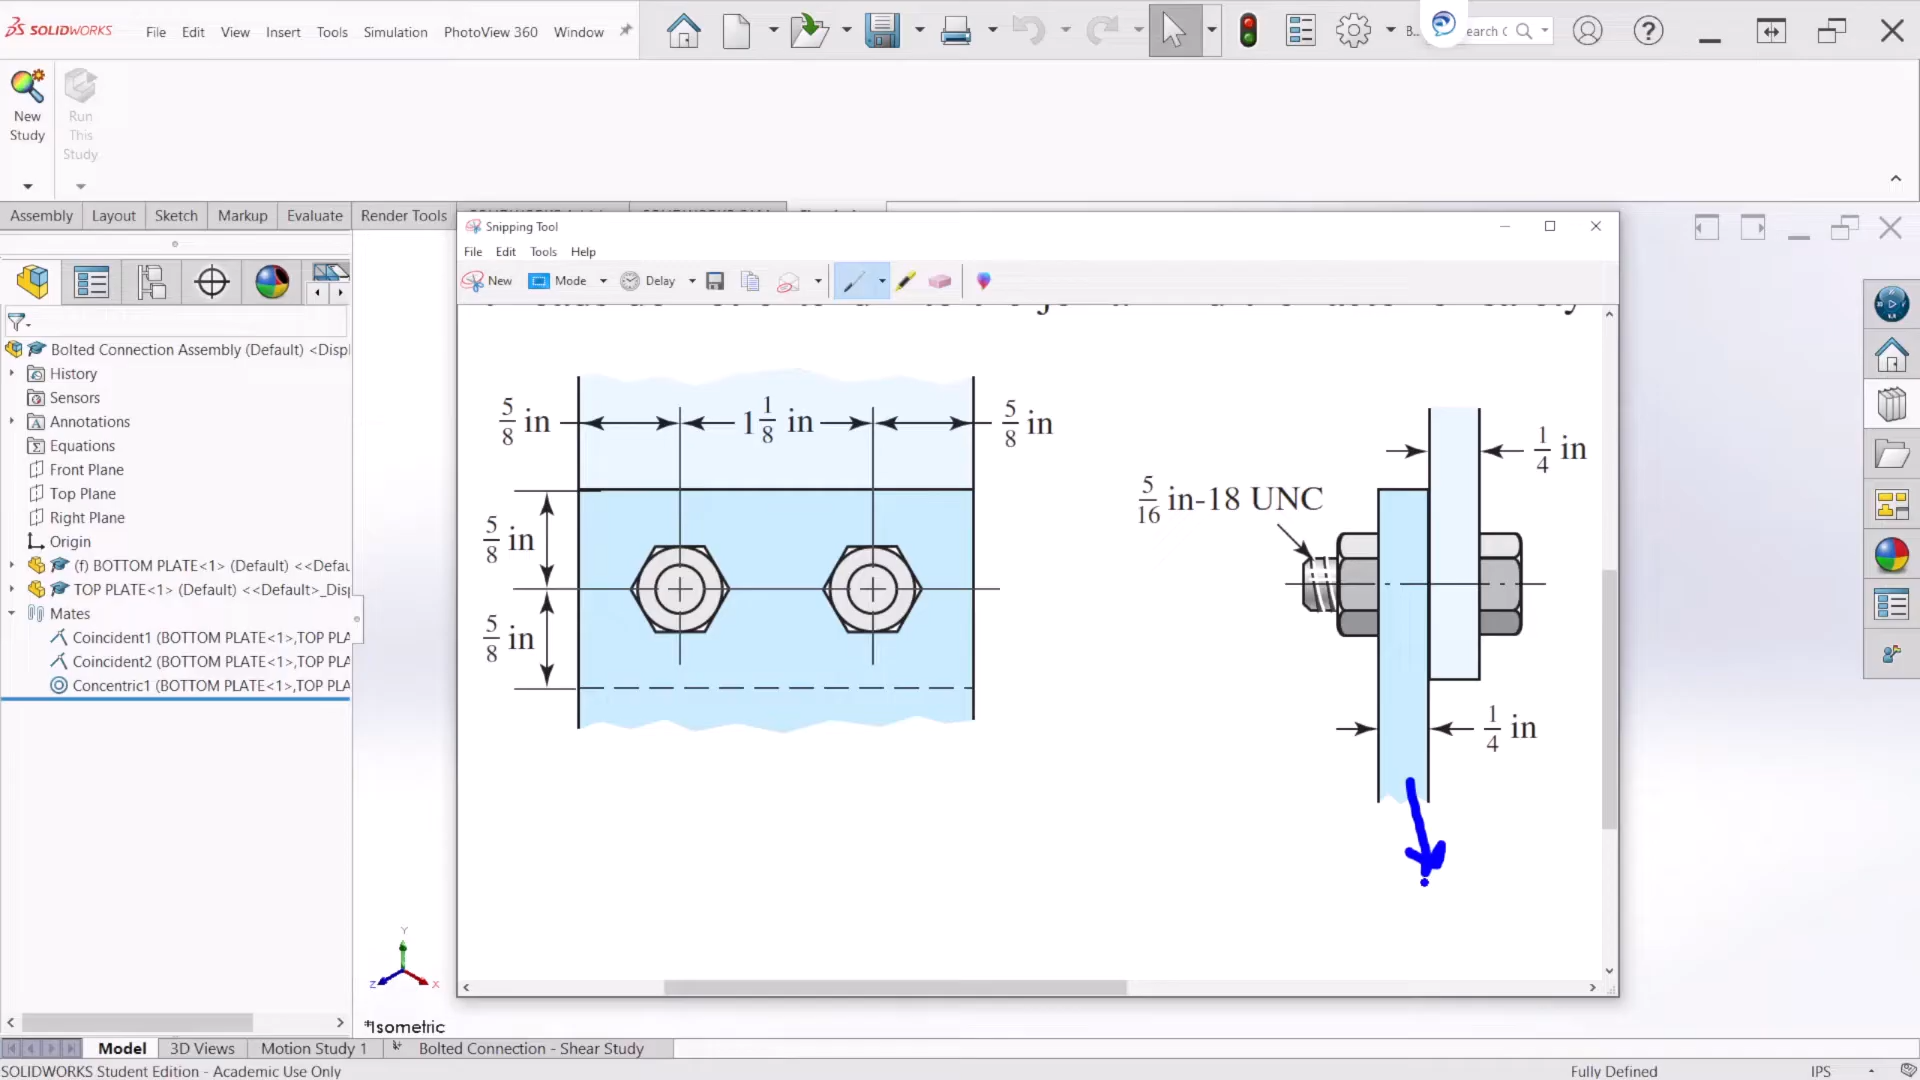 SOLIDWORKS
File Edit View Insert Tools Simulation PhotoView 360 Window
B...
earch
New Study
Run This Study
Assembly Layout Sketch Markup Evaluate Render Tools
Snipping Tool
File Edit Tools Help
New Mode Delay
Bolted Connection Assembly (Default) <Displ
History
Sensors
Annotations
Equations
Front Plane
Top Plane
Right Plane
Origin
(f) BOTTOM PLATE<1> (Default) <<Defau
TOP PLATE<1> (Default) <<Default>_Disp
Mates
Coincident1 (BOTTOM PLATE<1>,TOP PLA
Coincident2 (BOTTOM PLATE<1>,TOP PLA
Concentric1 (BOTTOM PLATE<1>,TOP PLA
5/8 in 1 1/8 in 5/8 in
1/4 in
5/16 in-18 UNC
5/8 in
5/8 in
1/4 in
Y
Z X
*Isometric
Model 3D Views Motion Study 1 Bolted Connection - Shear Study
SOLIDWORKS Student Edition - Academic Use Only Fully Defined IPS